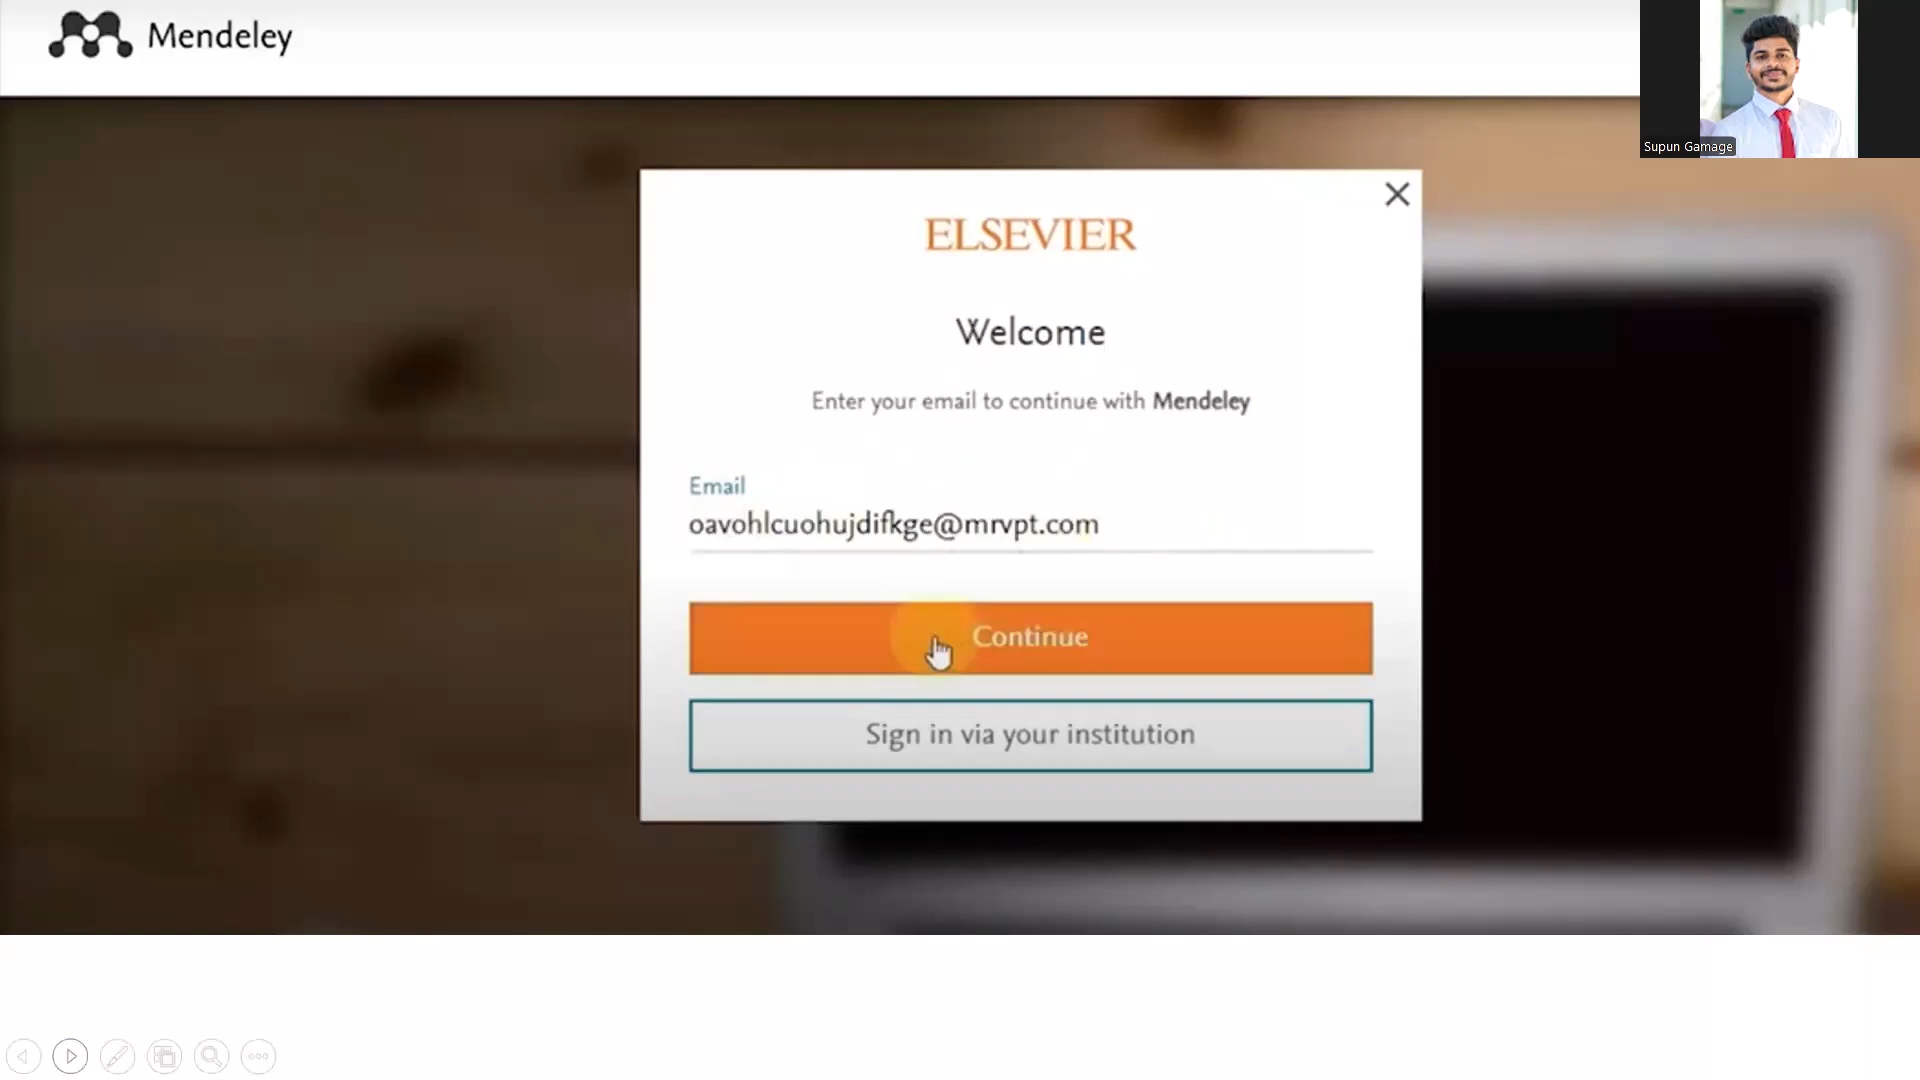 Mendeley
Supun Gamage
ELSEVIER
Welcome
Enter your email to continue with Mendeley
Email
oavohlcuohujdifkge@mrvpt.com
Continue
Sign in via your institution